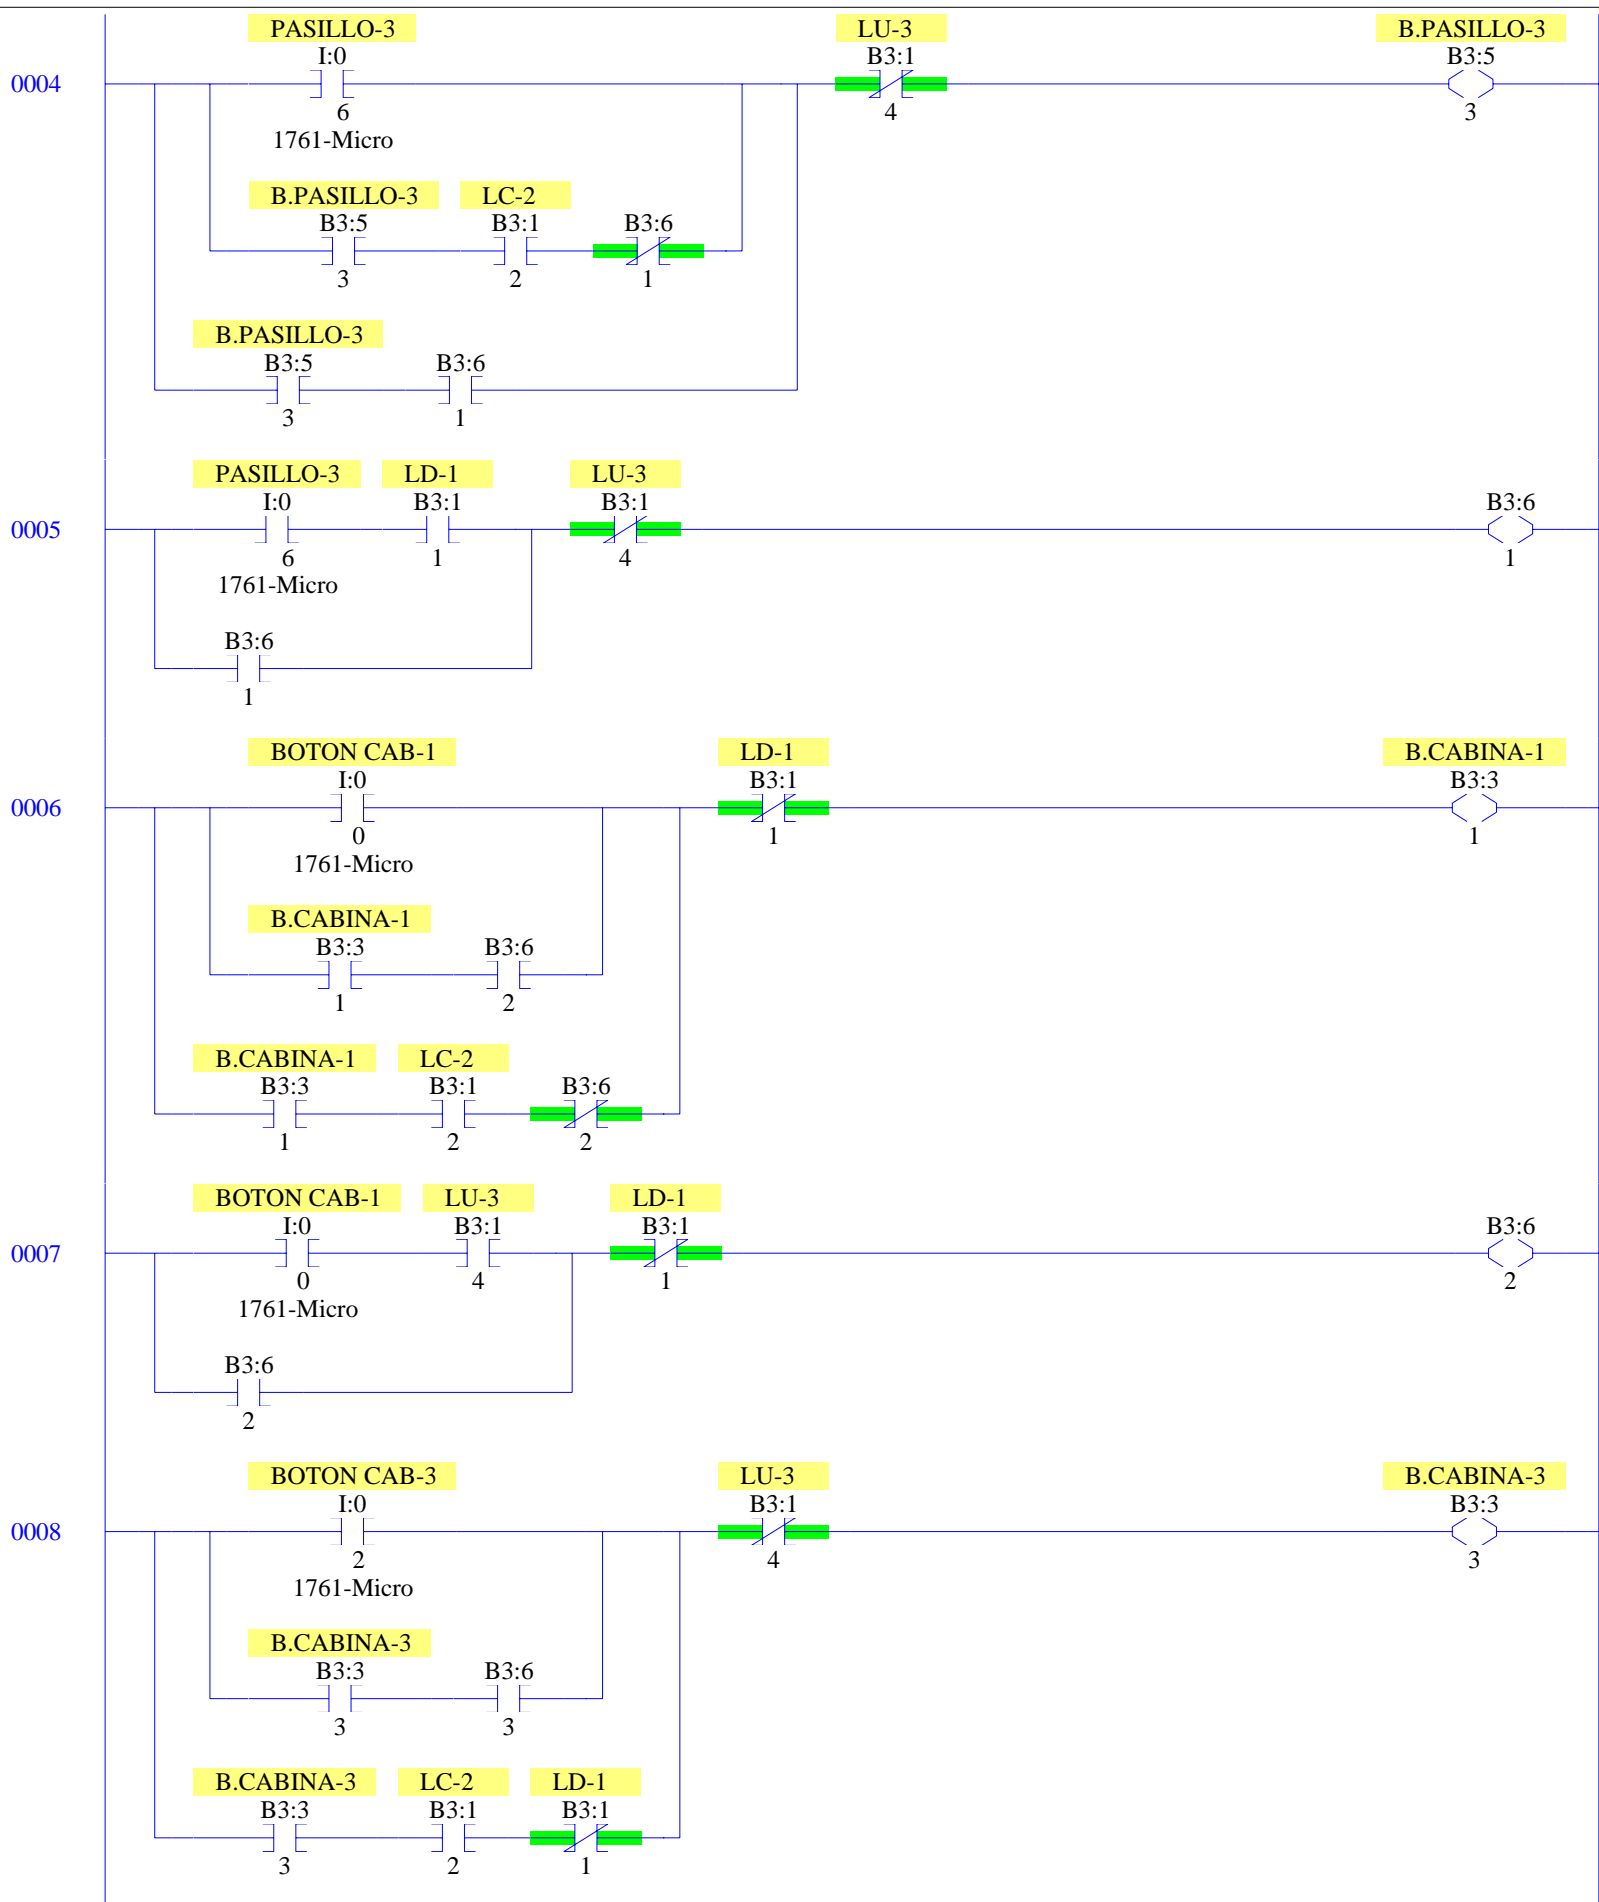 PASILLO-3 LU-3 B.PASILLO-3
I:0 B3:1 B3:5
0004
6 4 3
1761-Micro
B.PASILLO-3 LC-2
B3:5 B3:1 B3:6
3 2 1
B.PASILLO-3
B3:5 B3:6
3 1
PASILLO-3 LD-1 LU-3
I:0 B3:1 B3:1 B3:6
0005
6 1 4 1
1761-Micro
B3:6
1
BOTON CAB-1 LD-1 B.CABINA-1
I:0 B3:1 B3:3
0006
0 1 1
1761-Micro
B.CABINA-1
B3:3 B3:6
1 2
B.CABINA-1 LC-2
B3:3 B3:1 B3:6
1 2 2
BOTON CAB-1 LU-3 LD-1
I:0 B3:1 B3:1 B3:6
0007
0 4 1 2
1761-Micro
B3:6
2
BOTON CAB-3 LU-3 B.CABINA-3
I:0 B3:1 B3:3
0008
2 4 3
1761-Micro
B.CABINA-3
B3:3 B3:6
3 3
B.CABINA-3 LC-2 LD-1
B3:3 B3:1 B3:1
3 2 1